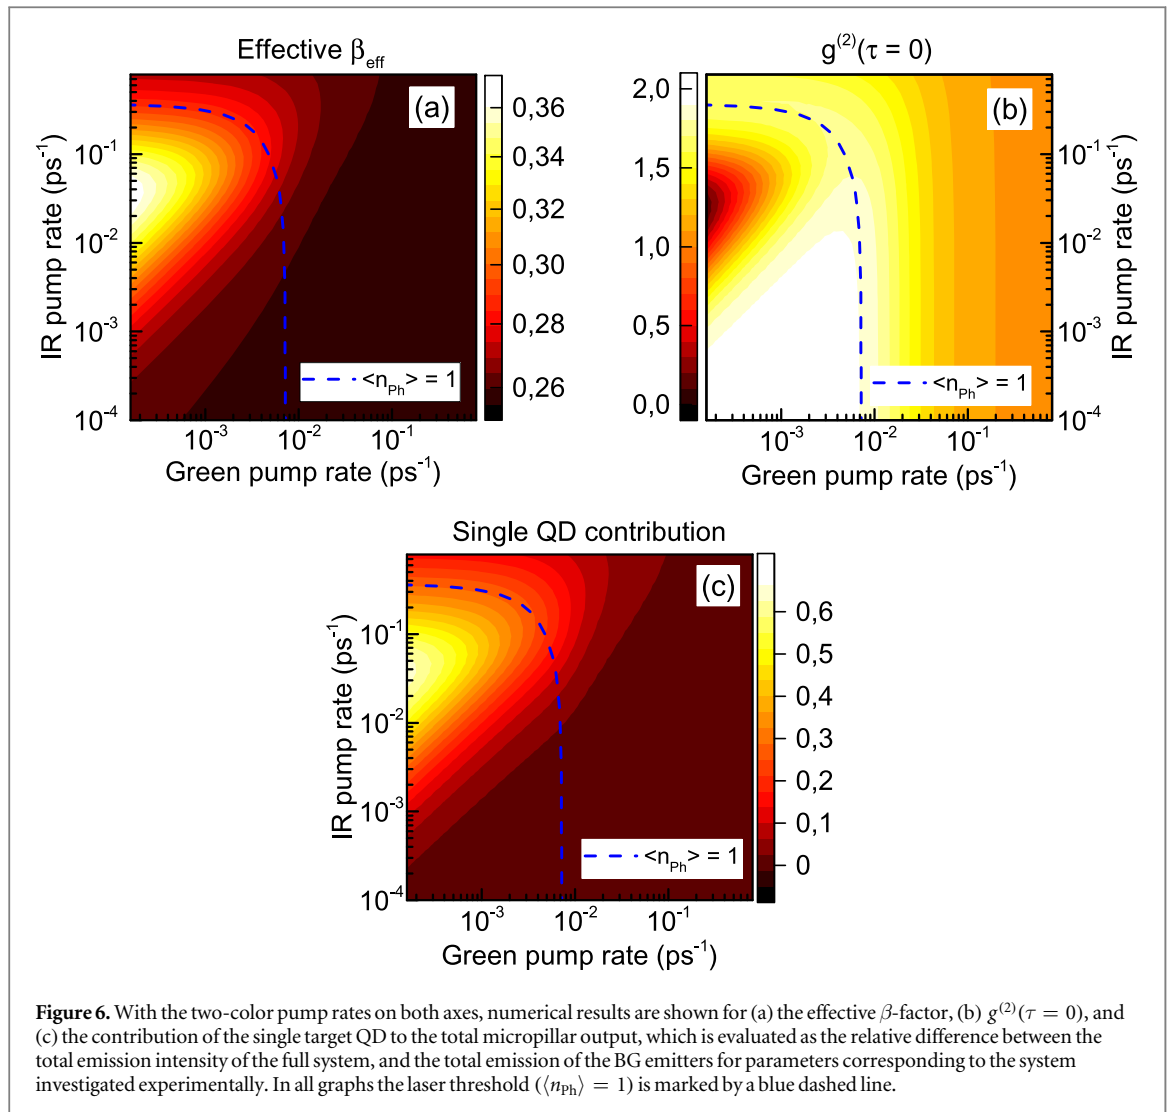 Effective β_eff
(a)
IR pump rate (ps⁻¹)
10⁻¹
10⁻²
10⁻³
10⁻⁴
<n_Ph> = 1
10⁻³ 10⁻² 10⁻¹
Green pump rate (ps⁻¹)
0,36
0,34
0,32
0,30
0,28
0,26
g⁽²⁾(τ = 0)
(b)
2,0
1,5
1,0
0,5
0,0
<n_Ph> = 1
10⁻³ 10⁻² 10⁻¹
Green pump rate (ps⁻¹)
10⁻¹
10⁻²
10⁻³
10⁻⁴
IR pump rate (ps⁻¹)
Single QD contribution
(c)
IR pump rate (ps⁻¹)
10⁻¹
10⁻²
10⁻³
10⁻⁴
<n_Ph> = 1
10⁻³ 10⁻² 10⁻¹
Green pump rate (ps⁻¹)
0,6
0,5
0,4
0,3
0,2
0,1
0
Figure 6. With the two-color pump rates on both axes, numerical results are shown for (a) the effective β-factor, (b) g⁽²⁾(τ = 0), and
(c) the contribution of the single target QD to the total micropillar output, which is evaluated as the relative difference between the
total emission intensity of the full system, and the total emission of the BG emitters for parameters corresponding to the system
investigated experimentally. In all graphs the laser threshold (⟨n_Ph⟩ = 1) is marked by a blue dashed line.